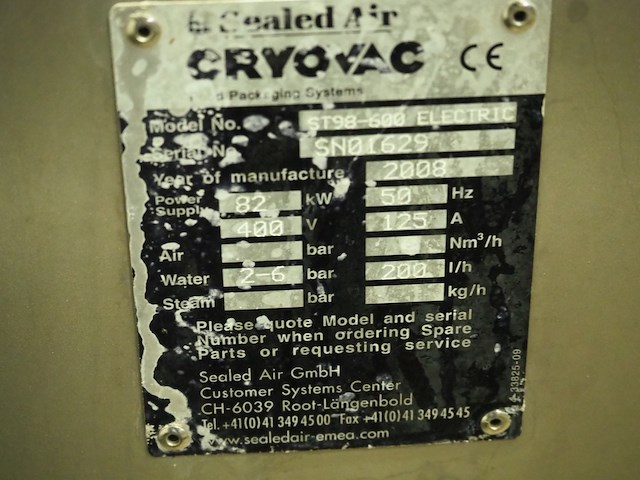 Sealed Air
CRYOVAC CE
Packaging Systems
Model No. ST98-600 ELECTRIC
Serial N SN01629
Year of manufacture 2008
Power Supply 82 kW 50 Hz
400 V 125 A
Air bar Nm³/h
Water 2-6 bar 200 l/h
Steam bar kg/h
Please quote Model and serial
Number when ordering Spare
Parts or requesting service
Sealed Air GmbH
Customer Systems Center
CH-6039 Root-Längenbold
Tel. +41(0)41 349 45 00 Fax +41(0)41 349 45 45
www.sealedair-emea.com
33825-09